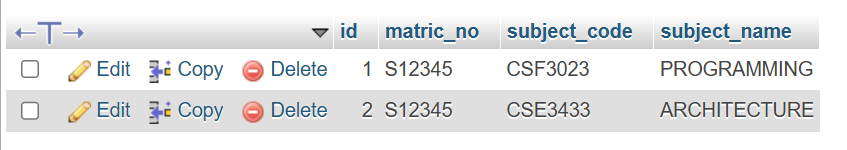 id matric_no subject_code subject_name
Edit Copy Delete 1 S12345 CSF3023 PROGRAMMING
Edit Copy Delete 2 S12345 CSE3433 ARCHITECTURE